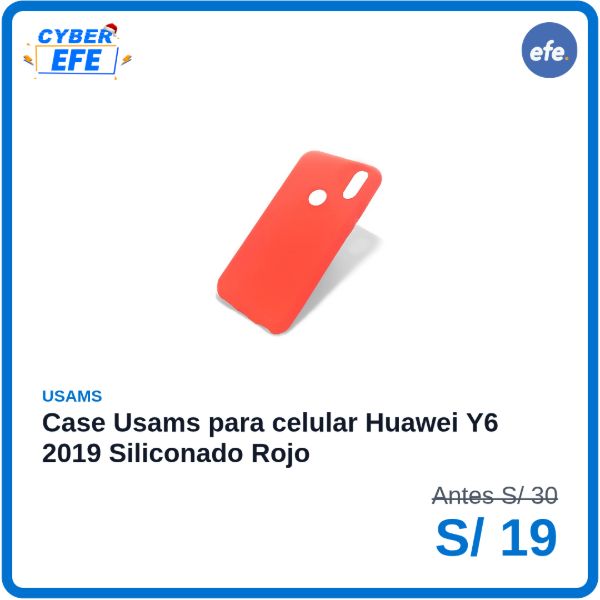 CYBER
EFE
efe.
USAMS
Case Usams para celular Huawei Y6
2019 Siliconado Rojo
Antes S/ 30
S/ 19